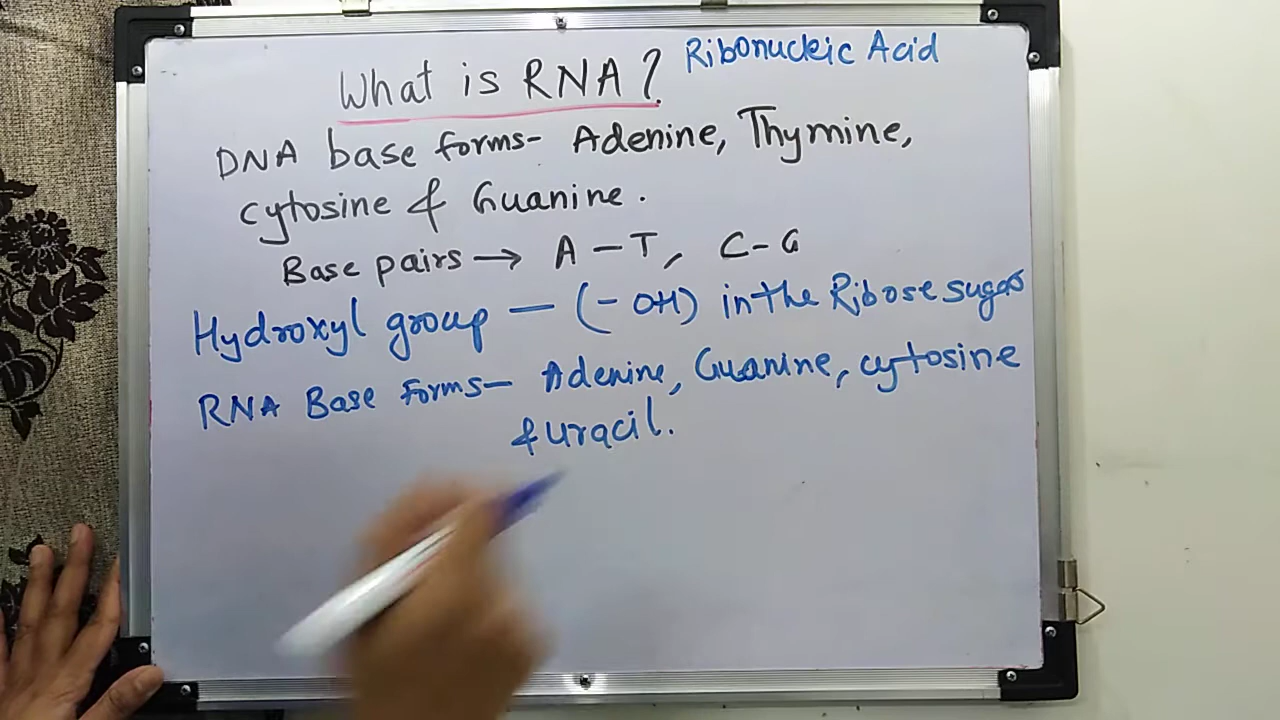 What is RNA?
Ribonucleic Acid
DNA base forms- Adenine, Thymine,
cytosine & Guanine.
Base pairs → A - T, C - G
Hydroxyl group — (- OH) in the Ribose sugar
RNA Base forms- Adenine, Guanine, cytosine
& uracil.